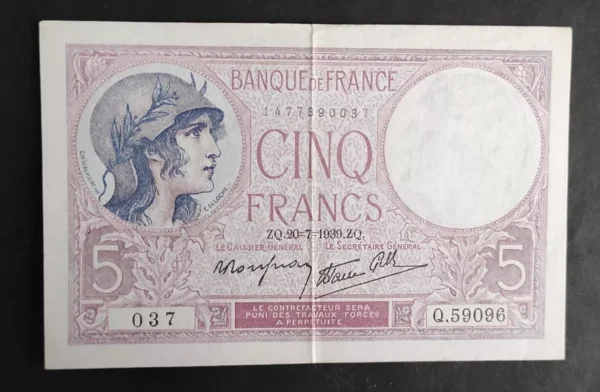 BANQUE DE FRANCE
1477390037
CINQ
FRANCS
ZQ.20=7=1939.ZQ.
LE CAISSIER GÉNÉRAL LE SECRÉTAIRE GÉNÉRAL
5 5
LE CONTREFACTEUR SERA
PUNI DES TRAVAUX FORCÉS
A PERPÉTUITÉ
037 Q.59096